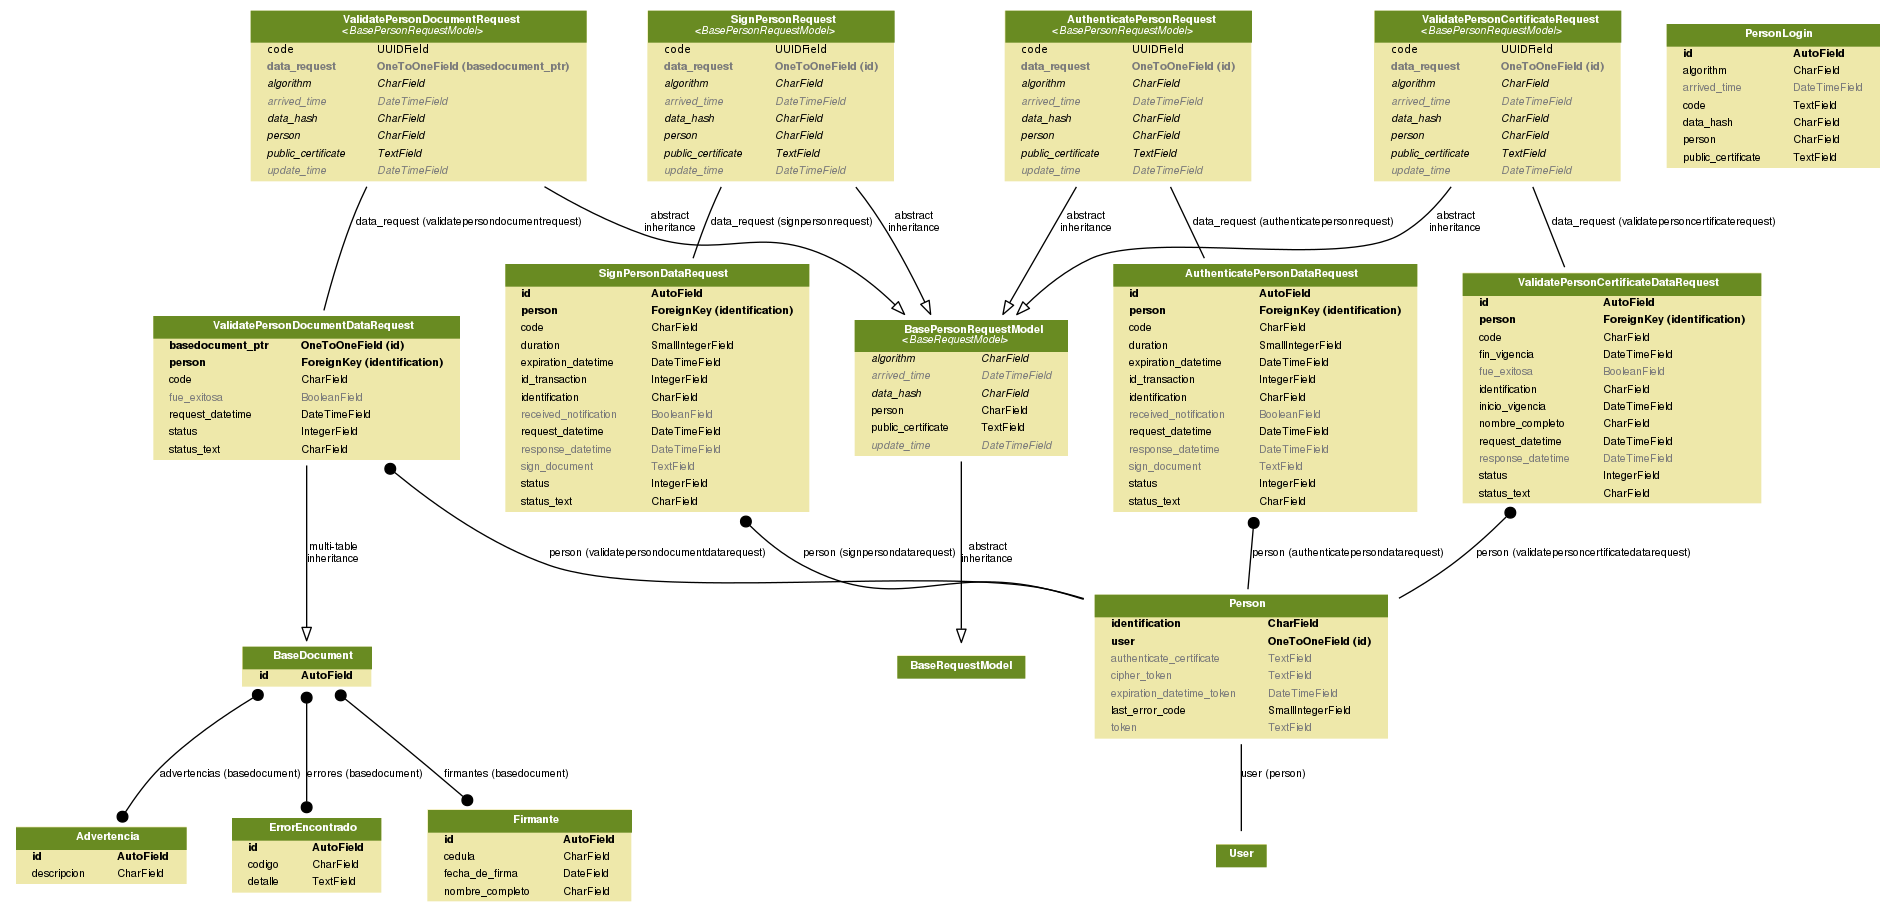 ValidatePersonDocumentRequest
<BasePersonRequestModel>
code UUIDField
data_request OneToOneField (basedocument_ptr)
algorithm CharField
arrived_time DateTimeField
data_hash CharField
person CharField
public_certificate TextField
update_time DateTimeField
SignPersonRequest
<BasePersonRequestModel>
code UUIDField
data_request OneToOneField (id)
algorithm CharField
arrived_time DateTimeField
data_hash CharField
person CharField
public_certificate TextField
update_time DateTimeField
AuthenticatePersonRequest
<BasePersonRequestModel>
code UUIDField
data_request OneToOneField (id)
algorithm CharField
arrived_time DateTimeField
data_hash CharField
person CharField
public_certificate TextField
update_time DateTimeField
ValidatePersonCertificateRequest
<BasePersonRequestModel>
code UUIDField
data_request OneToOneField (id)
algorithm CharField
arrived_time DateTimeField
data_hash CharField
person CharField
public_certificate TextField
update_time DateTimeField
PersonLogin
id AutoField
algorithm CharField
arrived_time DateTimeField
code TextField
data_hash CharField
person CharField
public_certificate TextField
data_request (validatepersondocumentrequest)
abstract
inheritance
data_request (signpersonrequest)
abstract
inheritance
abstract
inheritance
data_request (authenticatepersonrequest)
abstract
inheritance
data_request (validatepersoncertificaterequest)
ValidatePersonDocumentDataRequest
basedocument_ptr OneToOneField (id)
person ForeignKey (identification)
code CharField
fue_exitosa BooleanField
request_datetime DateTimeField
status IntegerField
status_text CharField
SignPersonDataRequest
id AutoField
person ForeignKey (identification)
code CharField
duration SmallIntegerField
expiration_datetime DateTimeField
id_transaction IntegerField
identification CharField
received_notification BooleanField
request_datetime DateTimeField
response_datetime DateTimeField
sign_document TextField
status IntegerField
status_text CharField
BasePersonRequestModel
<BaseRequestModel>
algorithm CharField
arrived_time DateTimeField
data_hash CharField
person CharField
public_certificate TextField
update_time DateTimeField
AuthenticatePersonDataRequest
id AutoField
person ForeignKey (identification)
code CharField
duration SmallIntegerField
expiration_datetime DateTimeField
id_transaction IntegerField
identification CharField
received_notification BooleanField
request_datetime DateTimeField
response_datetime DateTimeField
sign_document TextField
status IntegerField
status_text CharField
ValidatePersonCertificateDataRequest
id AutoField
person ForeignKey (identification)
code CharField
fin_vigencia DateTimeField
fue_exitosa BooleanField
identification CharField
inicio_vigencia DateTimeField
nombre_completo CharField
request_datetime DateTimeField
response_datetime DateTimeField
status IntegerField
status_text CharField
multi-table
inheritance
person (validatepersondocumentdatarequest)
person (signpersondatarequest)
abstract
inheritance
person (authenticatepersondatarequest)
person (validatepersoncertificatedatarequest)
BaseDocument
id AutoField
BaseRequestModel
Person
identification CharField
user OneToOneField (id)
authenticate_certificate TextField
cipher_token TextField
expiration_datetime_token DateTimeField
last_error_code SmallIntegerField
token TextField
advertencias (basedocument)
errores (basedocument)
firmantes (basedocument)
user (person)
Advertencia
id AutoField
descripcion CharField
ErrorEncontrado
id AutoField
codigo CharField
detalle TextField
Firmante
id AutoField
cedula CharField
fecha_de_firma DateField
nombre_completo CharField
User